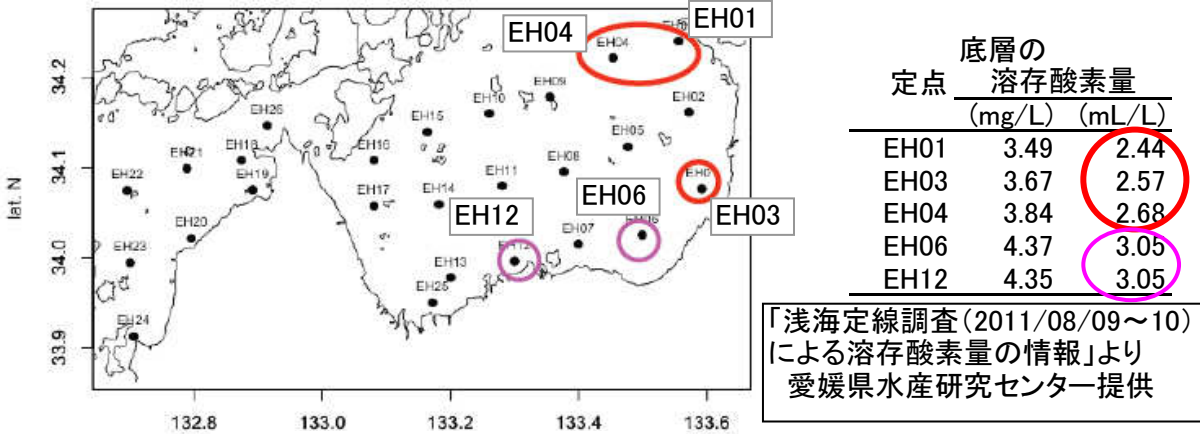 EH04
EH01
EH04
EH09
EH02
EH10
EH26
EH15
EH05
EH18
EH16
EH21
EH08
EH22
EH19
EH11
EH17
EH14
EH12
EH06
EH03
EH20
EH07
EH23
EH13
EH25
EH24
lat. N
34.2
34.1
34.0
33.9
132.8
133.0
133.2
133.4
133.6
底層の
定点 溶存酸素量
(mg/L) (mL/L)
EH01 3.49 2.44
EH03 3.67 2.57
EH04 3.84 2.68
EH06 4.37 3.05
EH12 4.35 3.05
「浅海定線調査(2011/08/09~10)
による溶存酸素量の情報」より
愛媛県水産研究センター提供